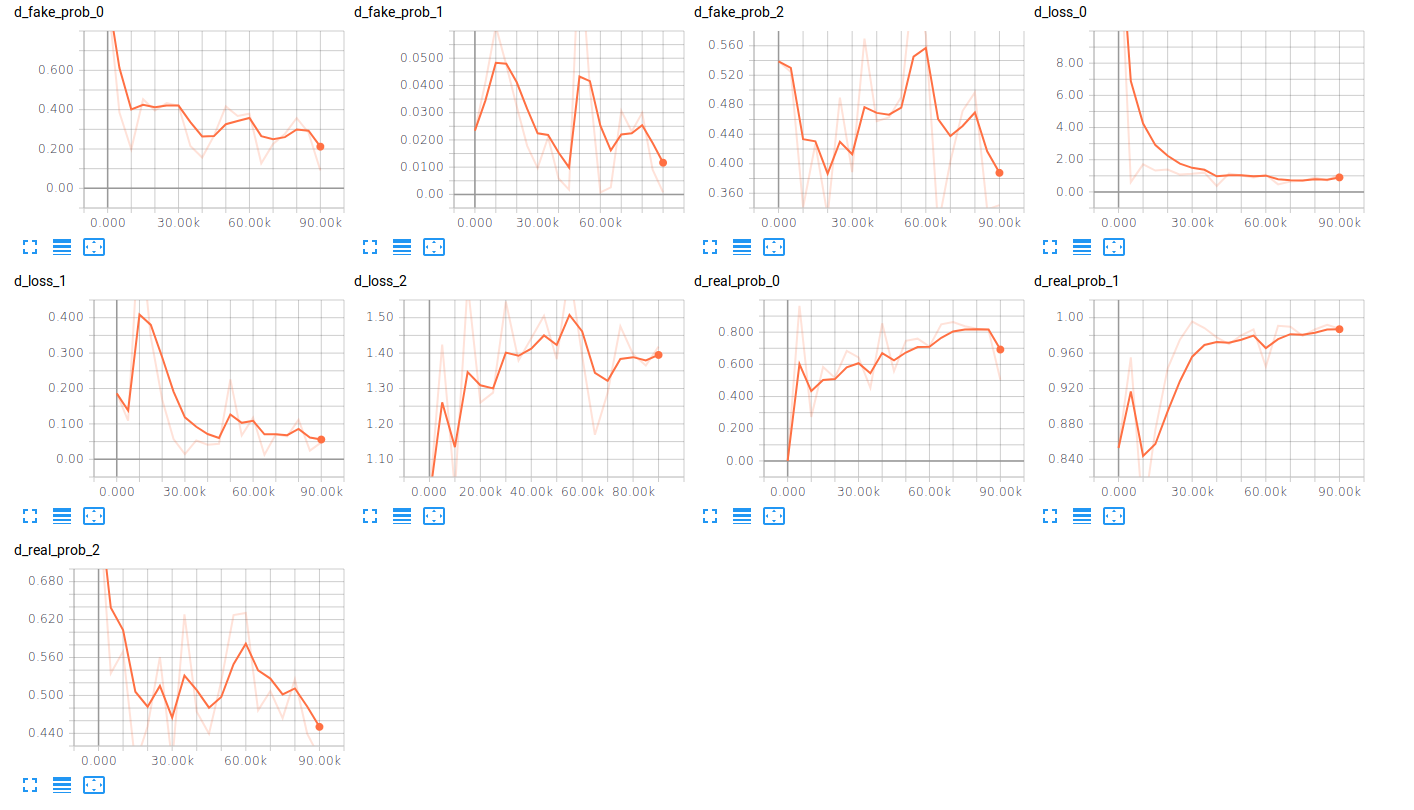 d_fake_prob_0
d_fake_prob_1
d_fake_prob_2
d_loss_0
0.600
0.400
0.200
0.00
0.000 30.00k 60.00k 90.00k
0.0500
0.0400
0.0300
0.0200
0.0100
0.00
0.000 30.00k 60.00k
0.560
0.520
0.480
0.440
0.400
0.360
0.000 30.00k 60.00k 90.00k
8.00
6.00
4.00
2.00
0.00
0.000 30.00k 60.00k 90.00k
d_loss_1
d_loss_2
d_real_prob_0
d_real_prob_1
0.400
0.300
0.200
0.100
0.00
0.000 30.00k 60.00k 90.00k
1.50
1.40
1.30
1.20
1.10
0.000 20.00k 40.00k 60.00k 80.00k
0.800
0.600
0.400
0.200
0.00
0.000 30.00k 60.00k 90.00k
1.00
0.960
0.920
0.880
0.840
0.000 30.00k 60.00k 90.00k
d_real_prob_2
0.680
0.620
0.560
0.500
0.440
0.000 30.00k 60.00k 90.00k